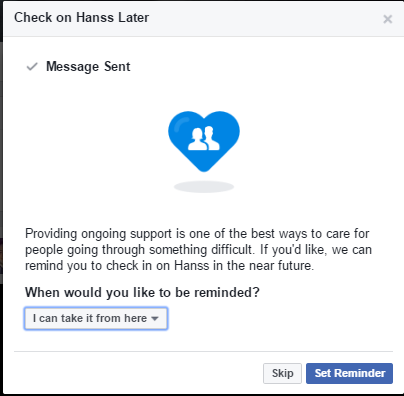 Check on Hanss Later
Message Sent
Providing ongoing support is one of the best ways to care for
people going through something difficult. If you'd like, we can
remind you to check in on Hanss in the near future.
When would you like to be reminded?
I can take it from here
Skip Set Reminder